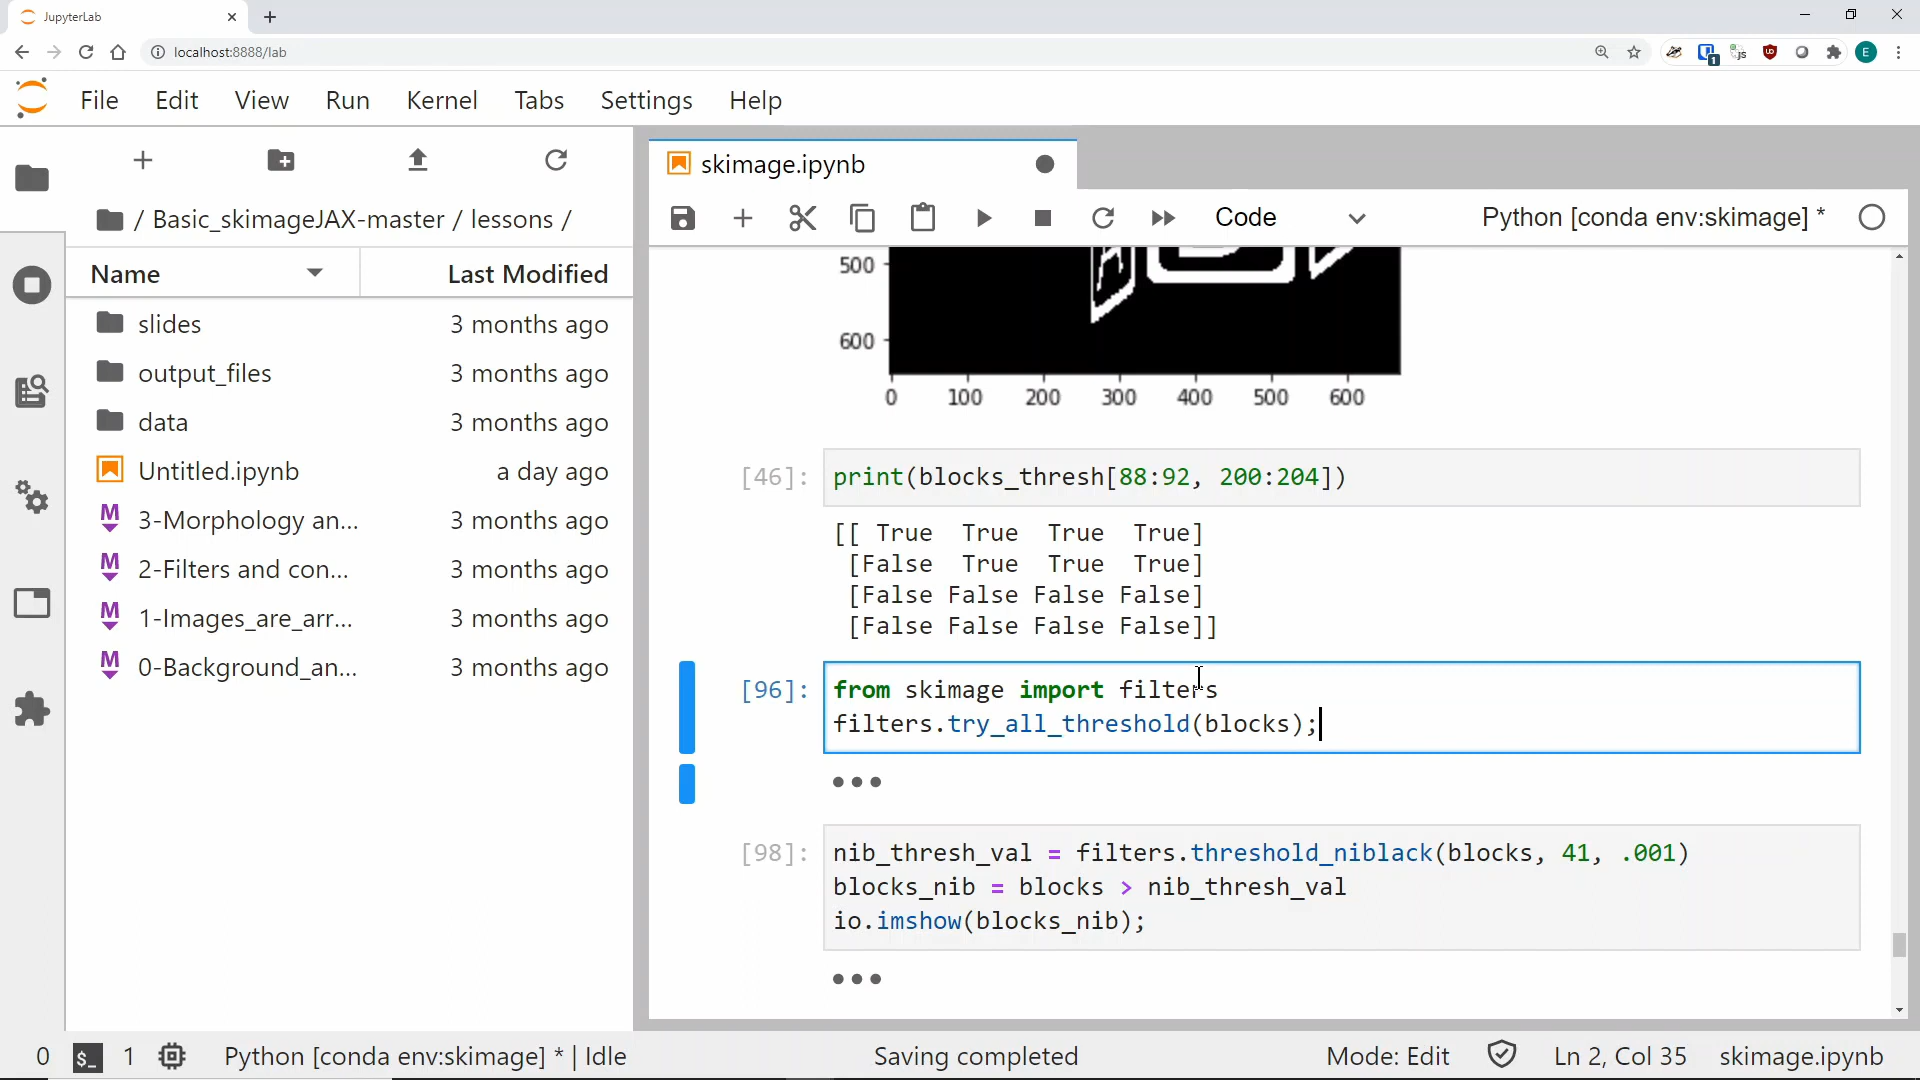 JupyterLab
localhost:8888/lab
1
JS
E
File Edit View Run Kernel Tabs Settings Help
/ Basic_skimageJAX-master / lessons /
Name Last Modified
slides 3 months ago
output_files 3 months ago
data 3 months ago
Untitled.ipynb a day ago
3-Morphology an... 3 months ago
2-Filters and con... 3 months ago
1-Images_are_arr... 3 months ago
0-Background_an... 3 months ago
skimage.ipynb
Code Python [conda env:skimage] *
500
600
0 100 200 300 400 500 600
[46]: print(blocks_thresh[88:92, 200:204])
[[ True  True  True  True]
[False  True  True  True]
[False False False False]
[False False False False]]
[96]: from skimage import filters
filters.try_all_threshold(blocks);
[98]: nib_thresh_val = filters.threshold_niblack(blocks, 41, .001)
blocks_nib = blocks > nib_thresh_val
io.imshow(blocks_nib);
0 $_ 1 Python [conda env:skimage] * | Idle Saving completed Mode: Edit Ln 2, Col 35 skimage.ipynb